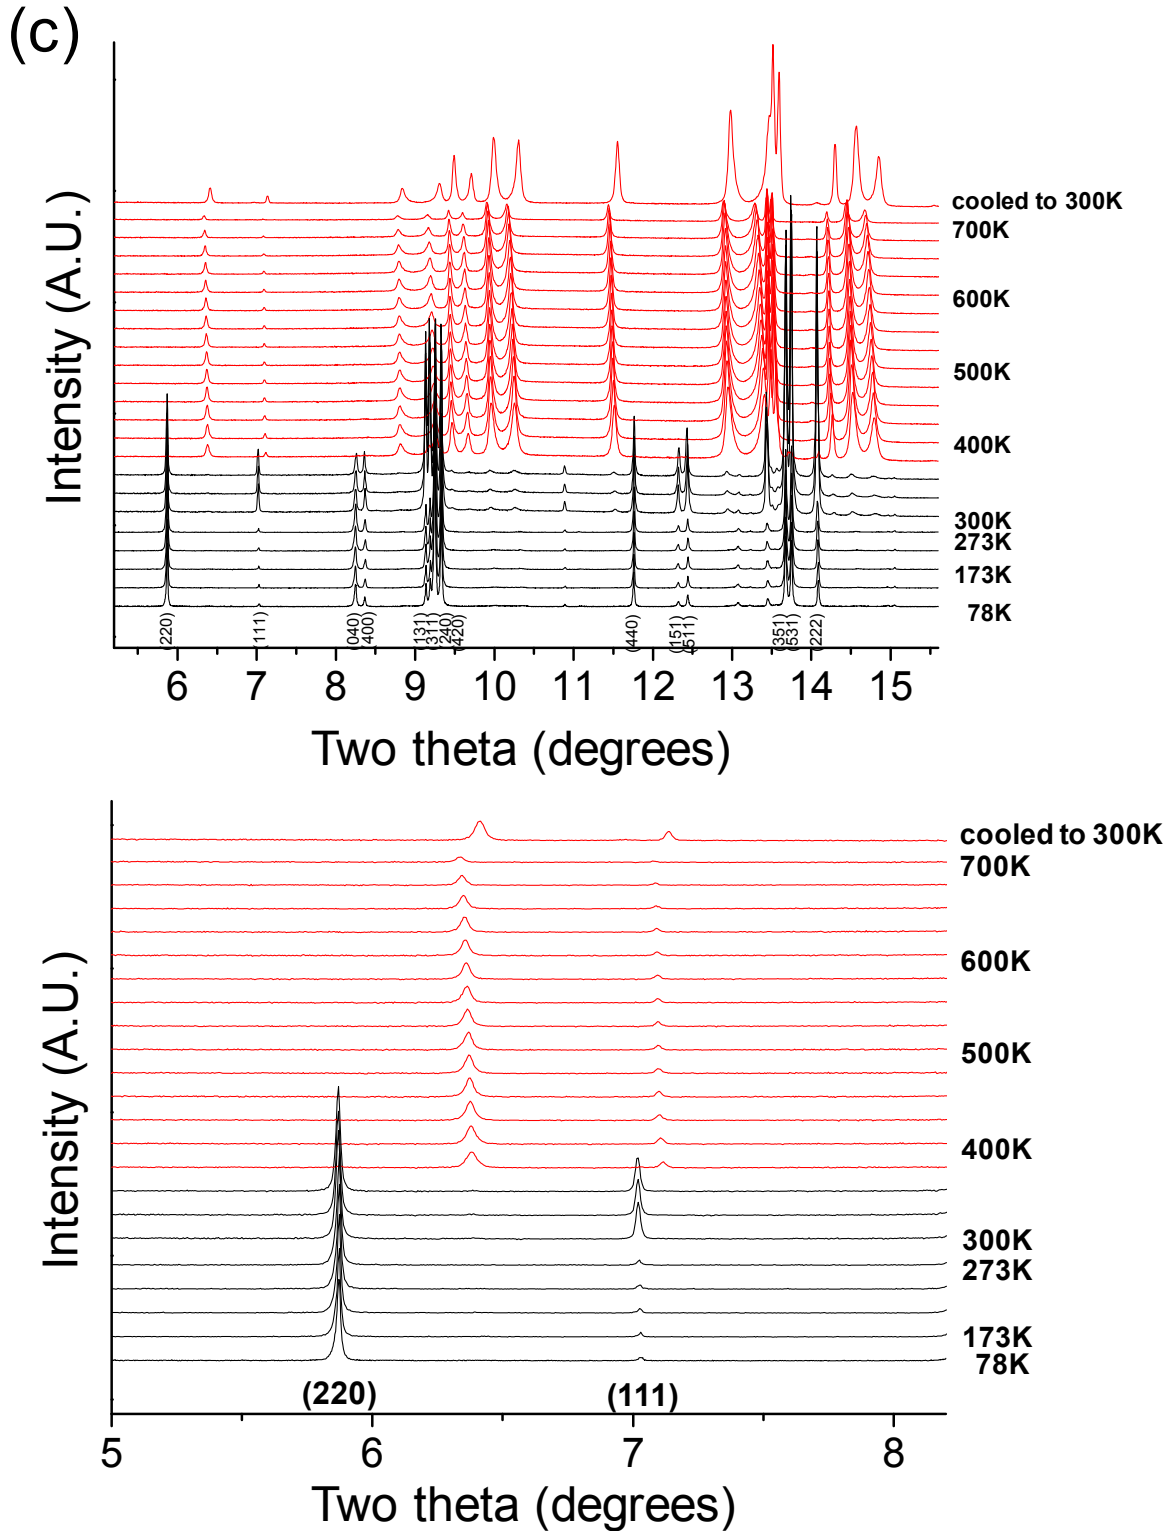 (c)
Intensity (A.U.)
cooled to 300K
700K
600K
500K
400K
300K
273K
173K
78K
(220) (111) (040) (400) (131) (311) (240) (420) (440) (151) (511) (351) (531) (222)
6 7 8 9 10 11 12 13 14 15
Two theta (degrees)
Intensity (A.U.)
cooled to 300K
700K
600K
500K
400K
300K
273K
173K
78K
(220) (111)
5 6 7 8
Two theta (degrees)